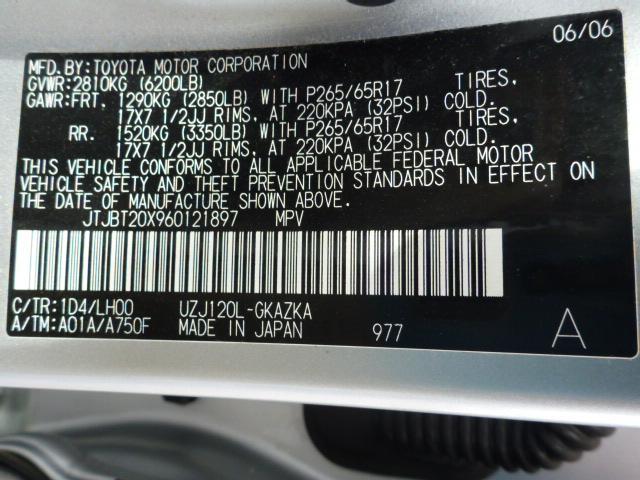 06/06
MFD.BY:TOYOTA MOTOR CORPORATION
GVWR:2810KG (6200LB)
GAWR:FRT. 1290KG (2850LB) WITH P265/65R17 TIRES,
17X7 1/2JJ RIMS, AT 220KPA (32PSI) COLD.
RR. 1520KG (3350LB) WITH P265/65R17 TIRES,
17X7 1/2JJ RIMS, AT 220KPA (32PSI) COLD.
THIS VEHICLE CONFORMS TO ALL APPLICABLE FEDERAL MOTOR
VEHICLE SAFETY AND THEFT PREVENTION STANDARDS IN EFFECT ON
THE DATE OF MANUFACTURE SHOWN ABOVE.
JTJBT20X960121897 MPV
C/TR:1D4/LH00 UZJ120L-GKAZKA
A/TM:A01A/A750F MADE IN JAPAN 977 A